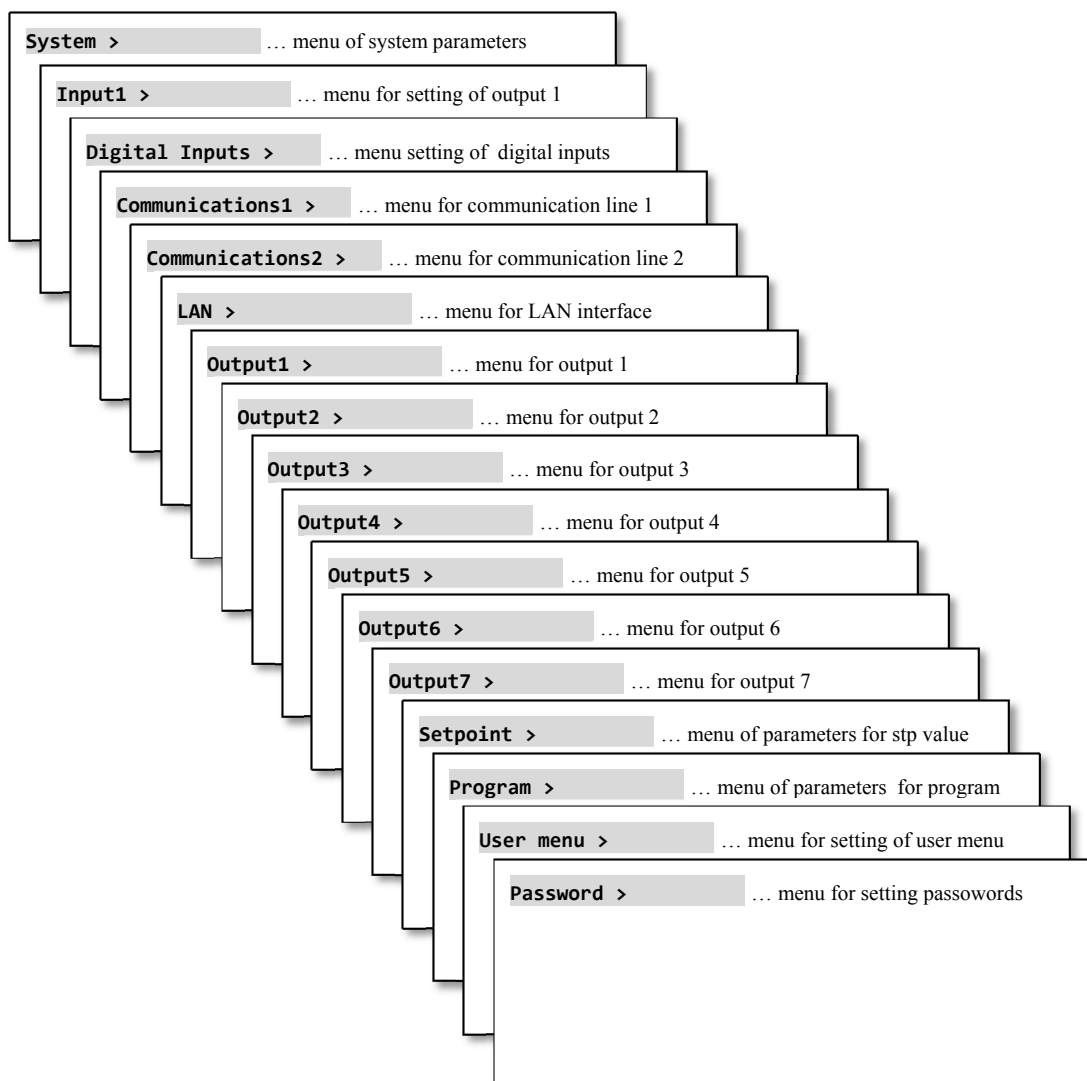 System > … menu of system parameters
Input1 > … menu for setting of output 1
Digital Inputs > … menu setting of digital inputs
Communications1 > … menu for communication line 1
Communications2 > … menu for communication line 2
LAN > … menu for LAN interface
Output1 > … menu for output 1
Output2 > … menu for output 2
Output3 > … menu for output 3
Output4 > … menu for output 4
Output5 > … menu for output 5
Output6 > … menu for output 6
Output7 > … menu for output 7
Setpoint > … menu of parameters for stp value
Program > … menu of parameters for program
User menu > … menu for setting of user menu
Password > … menu for setting passowords